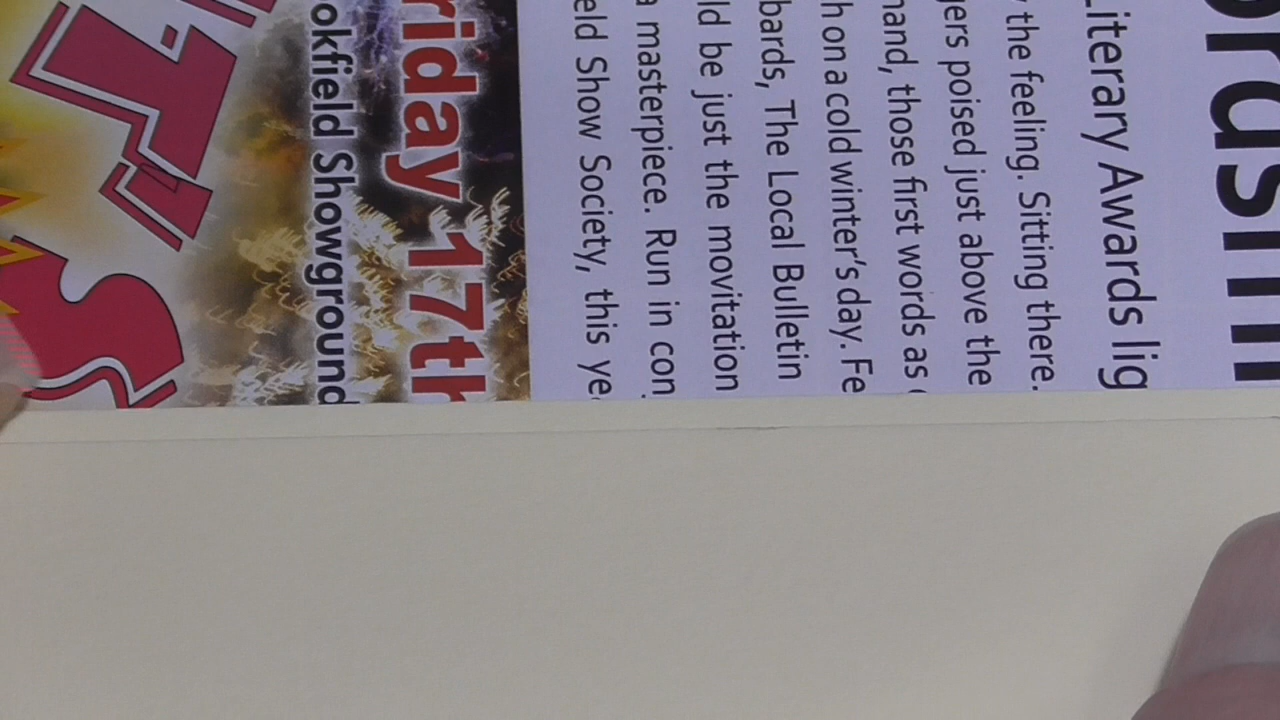 ordsm
Literary Awards lig
y the feeling. Sitting there.
gers poised just above the
hand, those first words as
h on a cold winter's day. Fe
bards, The Local Bulletin
ld be just the movitation
a masterpiece. Run in con
eld Show Society, this ye
riday 17th
okfield Showground